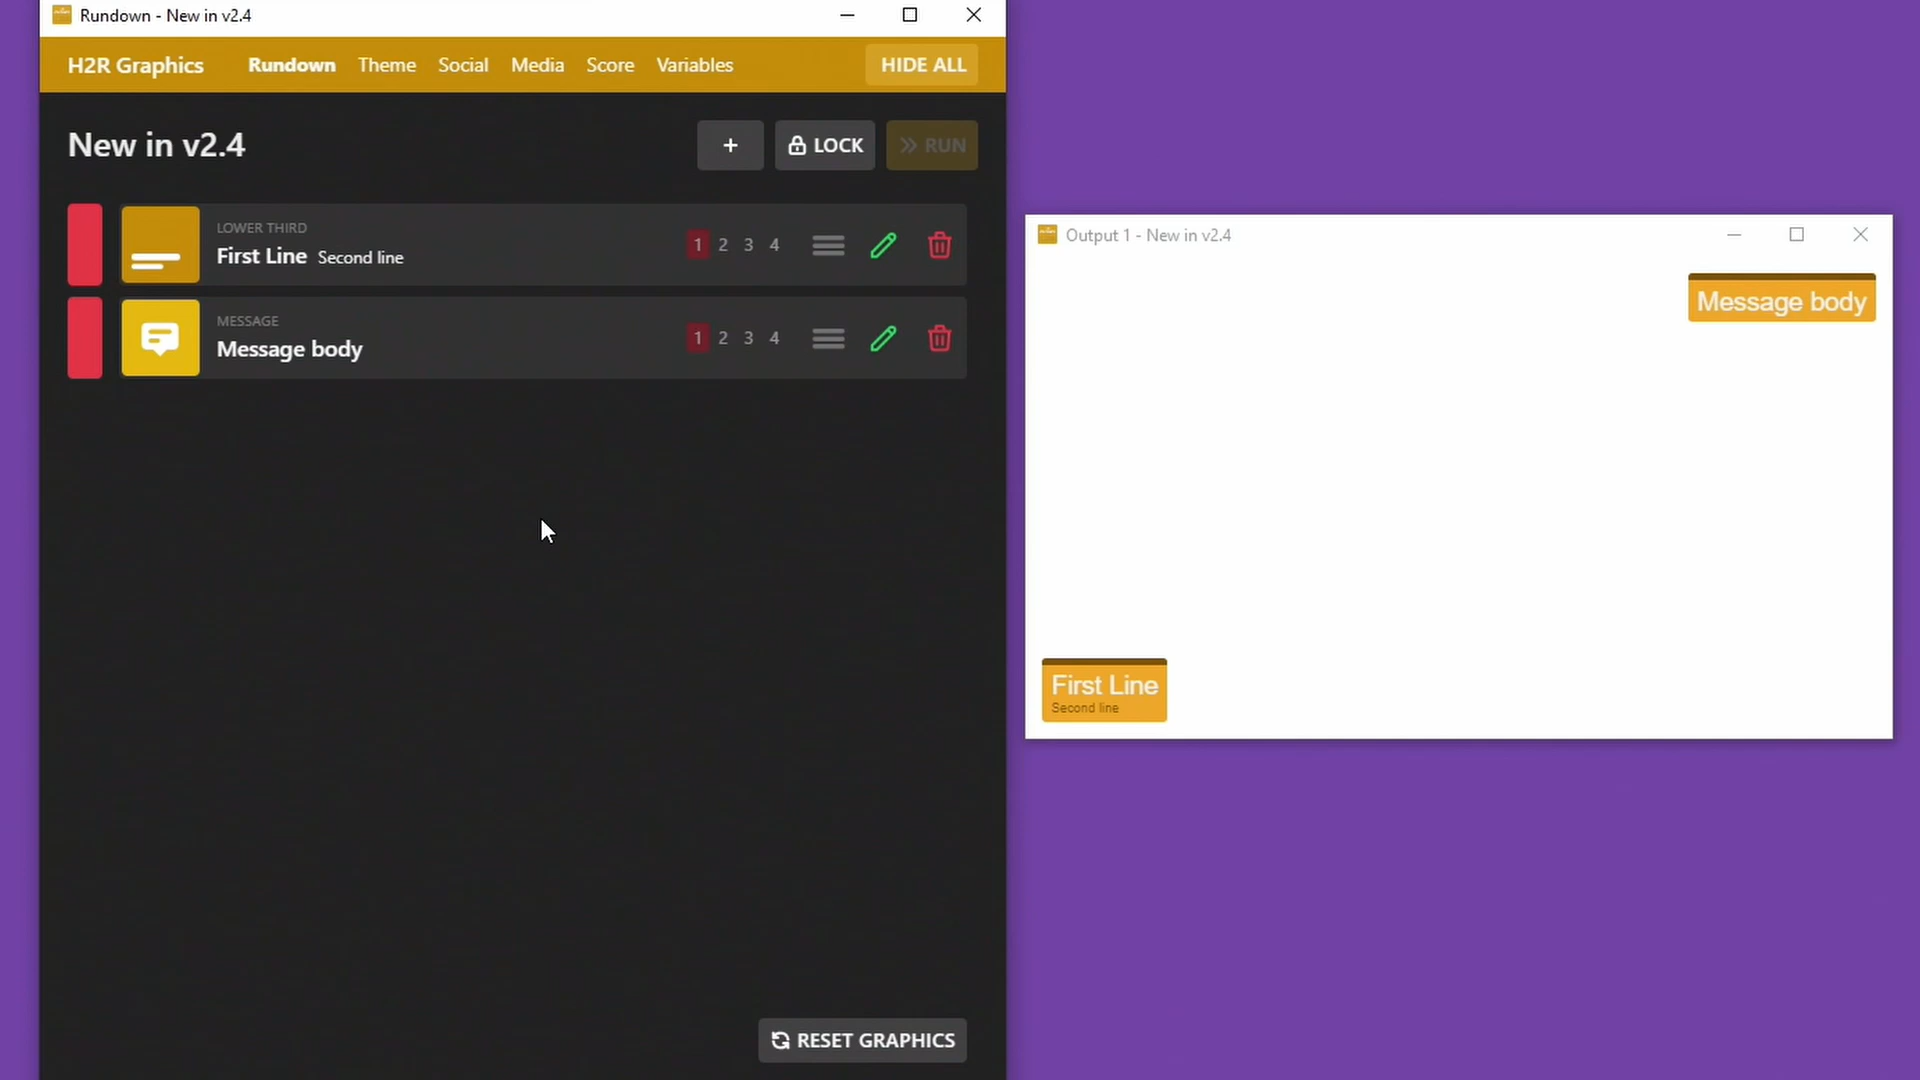 Rundown - New in v2.4
H2R Graphics Rundown Theme Social Media Score Variables HIDE ALL
New in v2.4 + LOCK RUN
LOWER THIRD
First Line Second line 1 2 3 4
MESSAGE
Message body 1 2 3 4
RESET GRAPHICS
Output 1 - New in v2.4
Message body
First Line
Second line